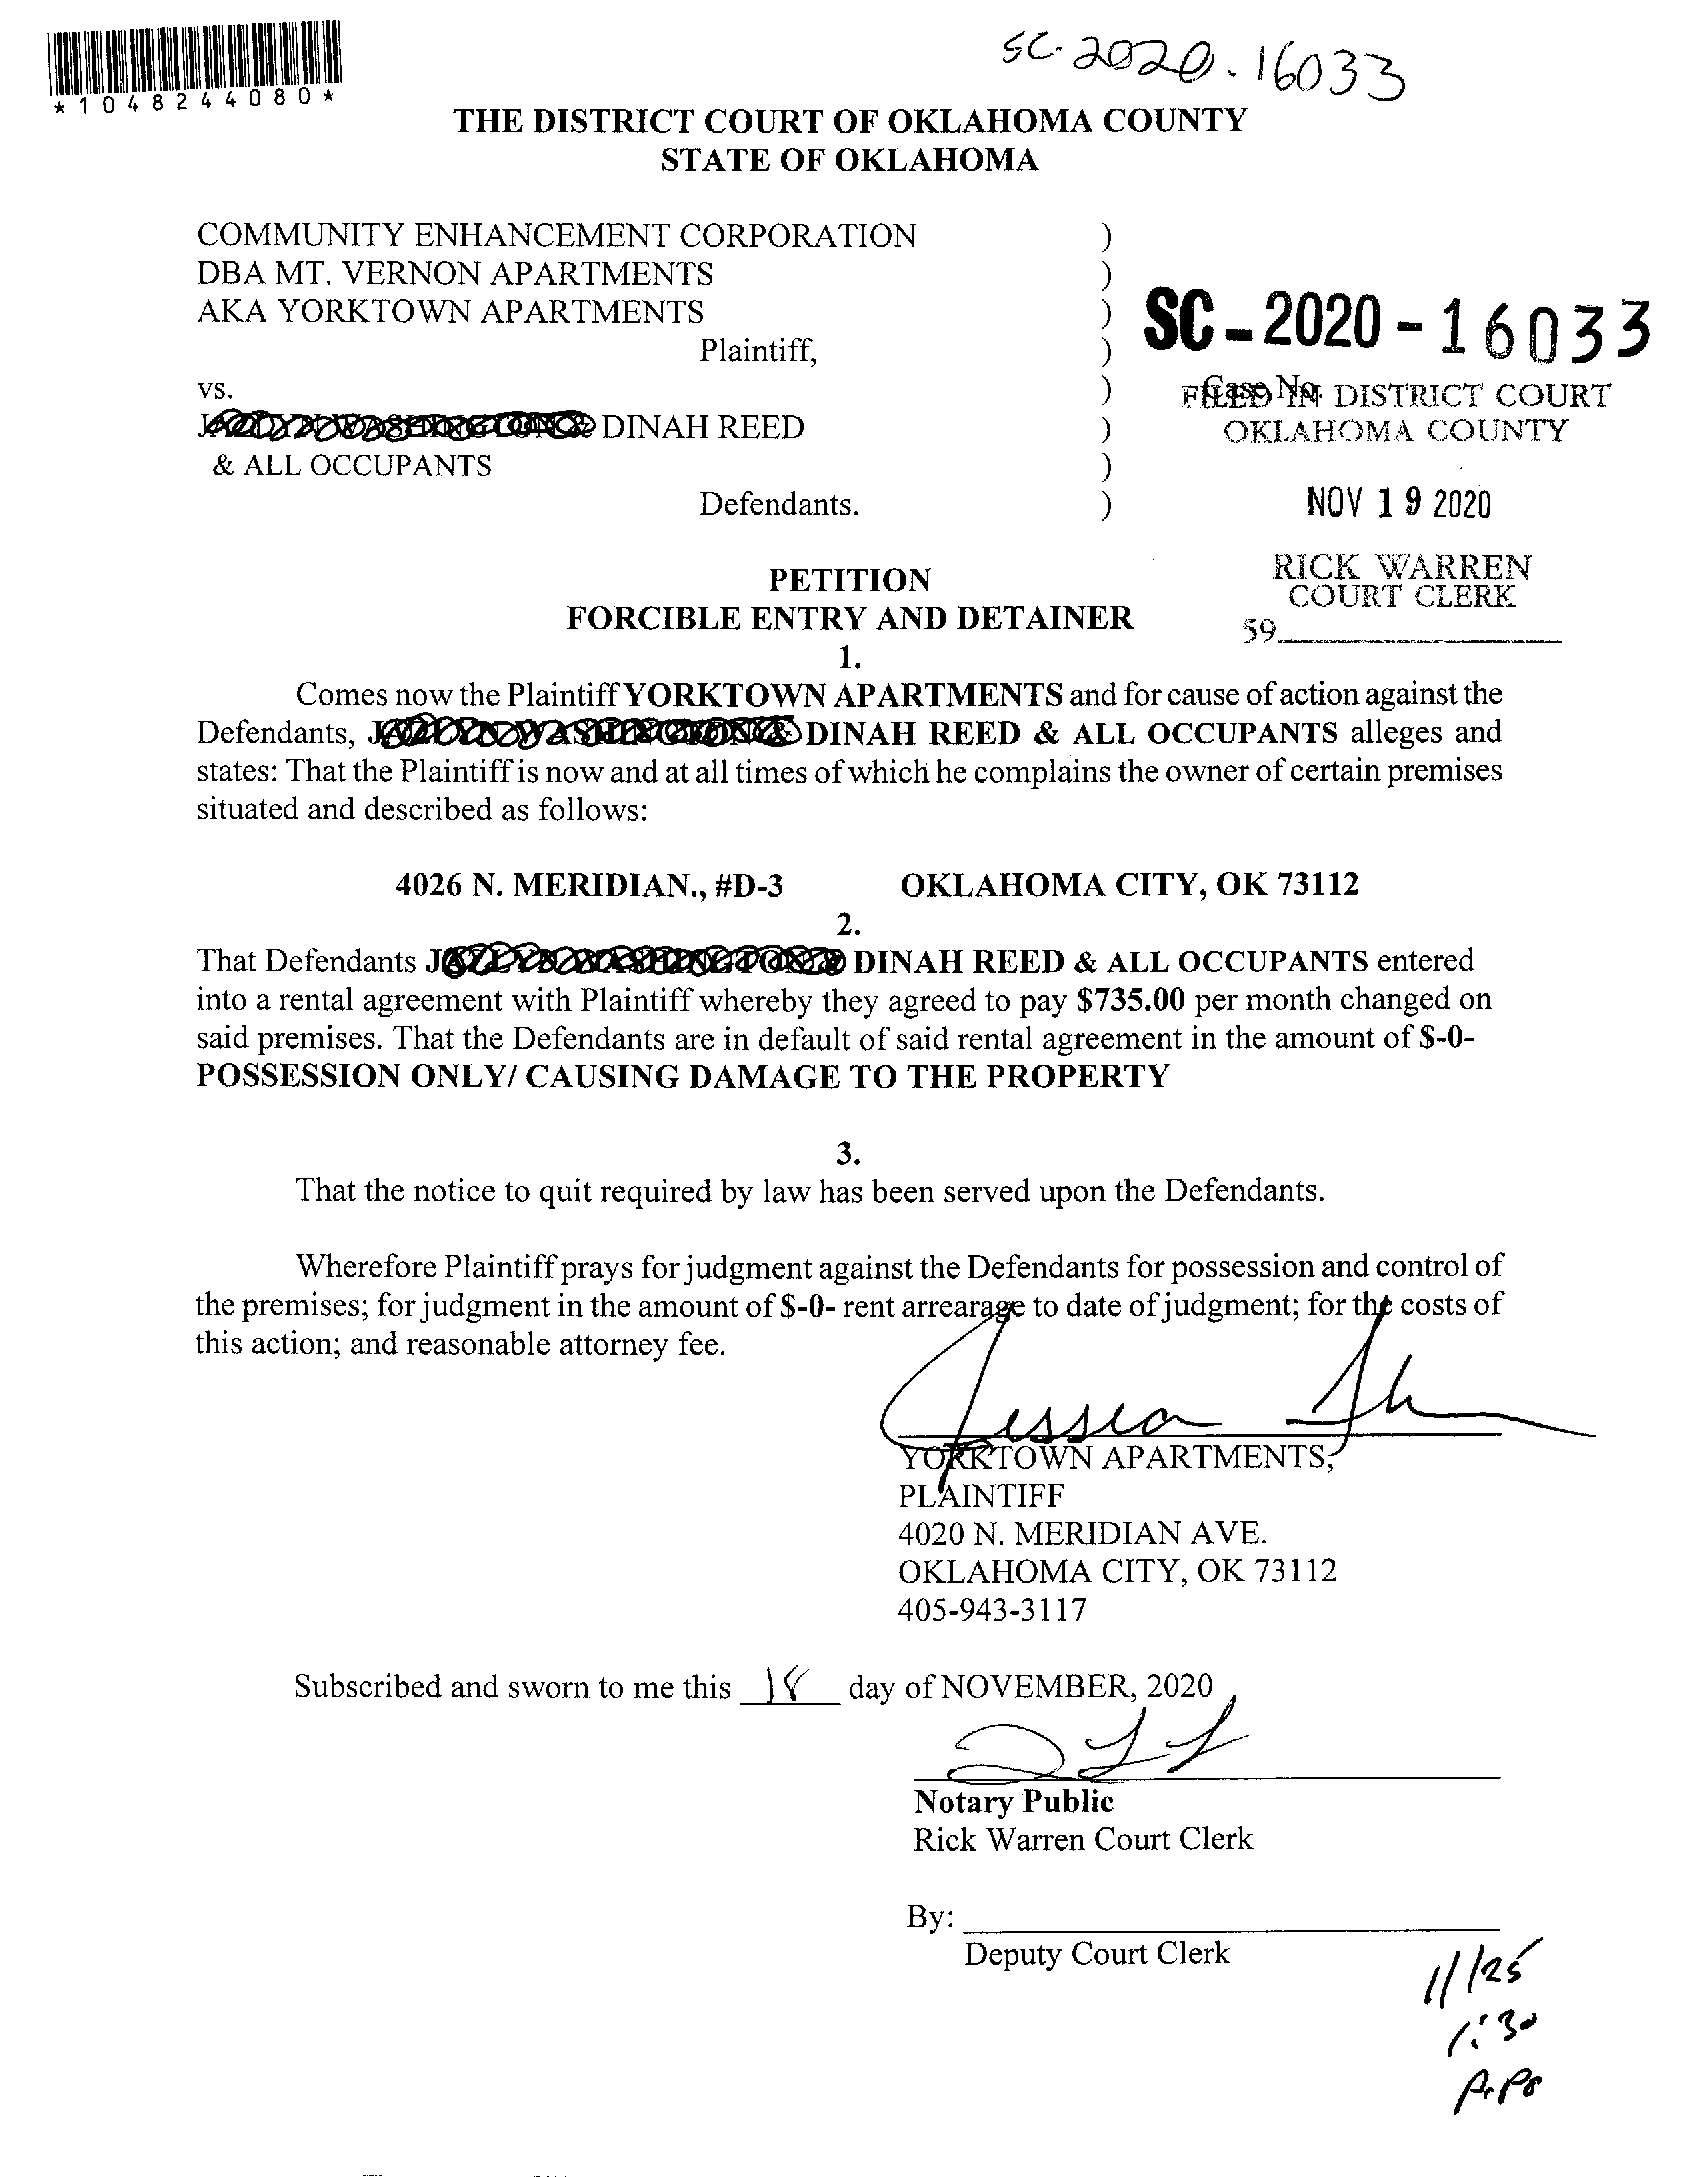 *1048244080*
SC-2020-16033
THE DISTRICT COURT OF OKLAHOMA COUNTY
STATE OF OKLAHOMA
COMMUNITY ENHANCEMENT CORPORATION )
DBA MT. VERNON APARTMENTS )
AKA YORKTOWN APARTMENTS )
SC-2020-16033
Plaintiff, )
vs. )
Case No.
FILED IN DISTRICT COURT
DINAH REED )
OKLAHOMA COUNTY
& ALL OCCUPANTS )
Defendants. )
NOV 19 2020
RICK WARREN
COURT CLERK
59
PETITION
FORCIBLE ENTRY AND DETAINER
1.
Comes now the Plaintiff YORKTOWN APARTMENTS and for cause of action against the
Defendants, DINAH REED & ALL OCCUPANTS alleges and
states: That the Plaintiff is now and at all times of which he complains the owner of certain premises
situated and described as follows:
4026 N. MERIDIAN., #D-3 OKLAHOMA CITY, OK 73112
2.
That Defendants DINAH REED & ALL OCCUPANTS entered
into a rental agreement with Plaintiff whereby they agreed to pay $735.00 per month changed on
said premises. That the Defendants are in default of said rental agreement in the amount of $-0-
POSSESSION ONLY/ CAUSING DAMAGE TO THE PROPERTY
3.
That the notice to quit required by law has been served upon the Defendants.
Wherefore Plaintiff prays for judgment against the Defendants for possession and control of
the premises; for judgment in the amount of $-0- rent arrearage to date of judgment; for the costs of
this action; and reasonable attorney fee.
Jessica
YORKTOWN APARTMENTS,
PLAINTIFF
4020 N. MERIDIAN AVE.
OKLAHOMA CITY, OK 73112
405-943-3117
Subscribed and sworn to me this 18 day of NOVEMBER, 2020
Notary Public
Rick Warren Court Clerk
By:
Deputy Court Clerk
11/25
1:30